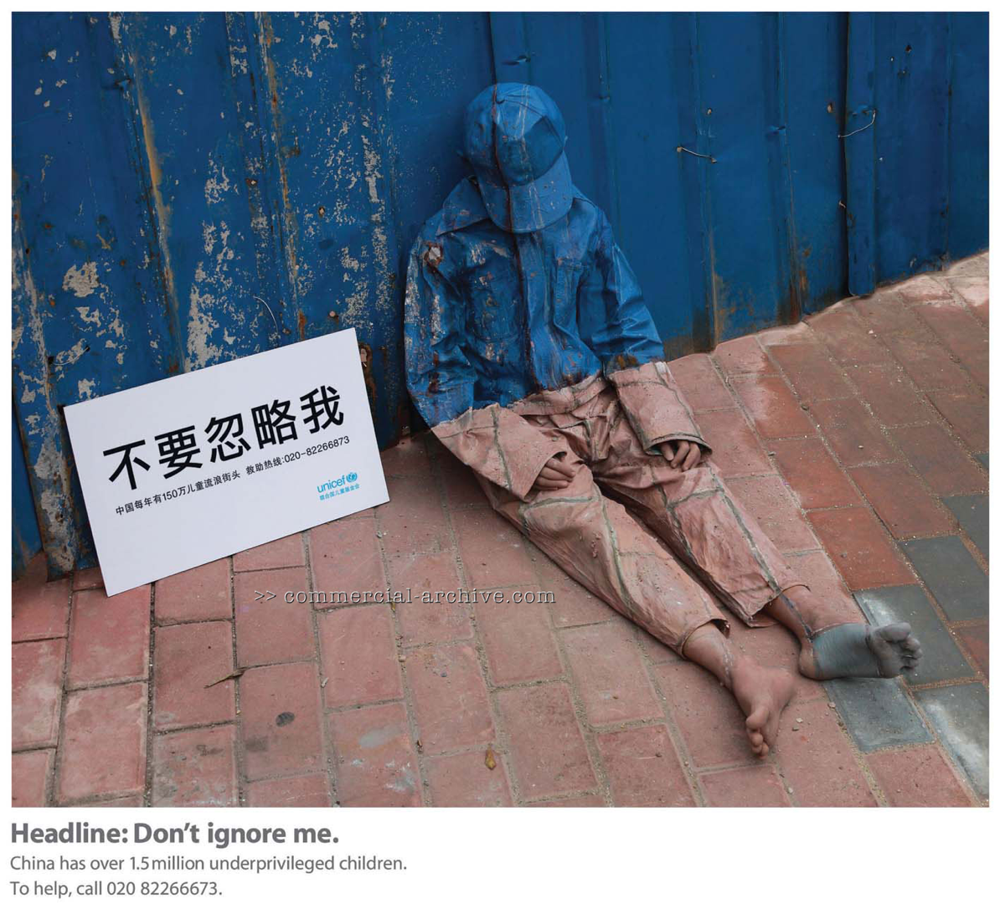 不要忽略我
中国每年有150万儿童流浪街头 救助热线:020-82266873
unicef
联合国儿童基金会
>> commercial-archive.com
Headline: Don't ignore me.
China has over 1.5 million underprivileged children.
To help, call 020 82266673.